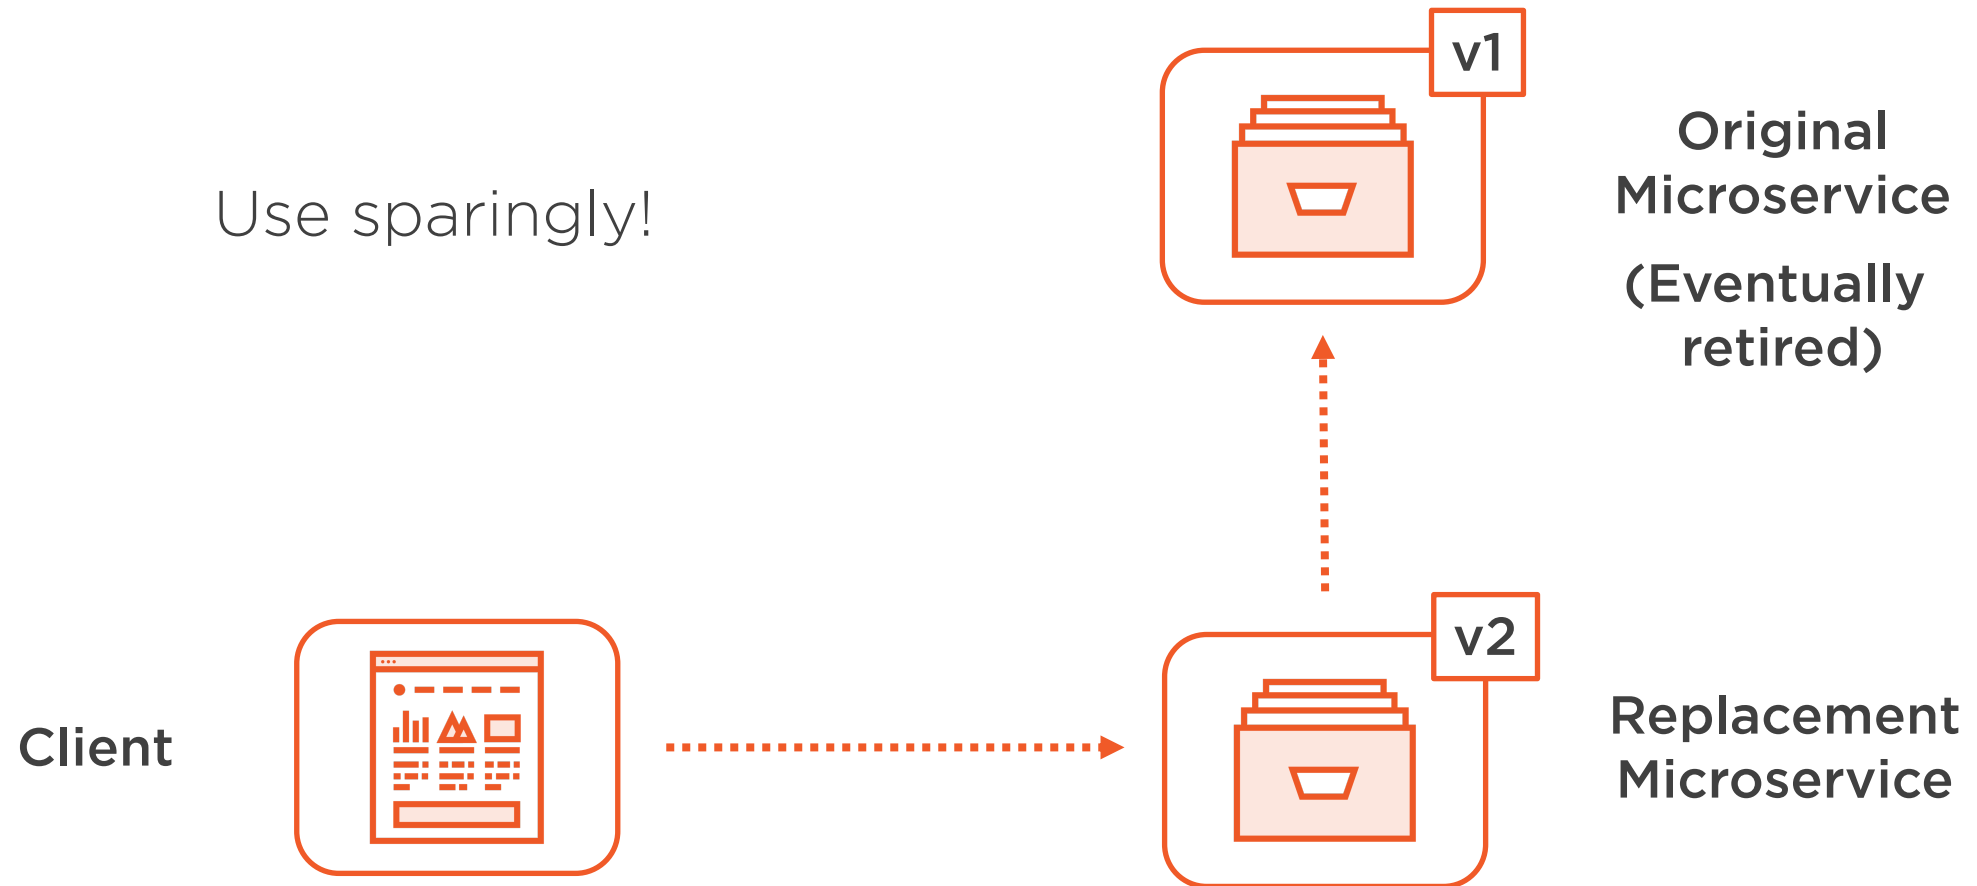 v1
Original
Microservice
(Eventually
retired)
Use sparingly!
v2
Client
Replacement
Microservice